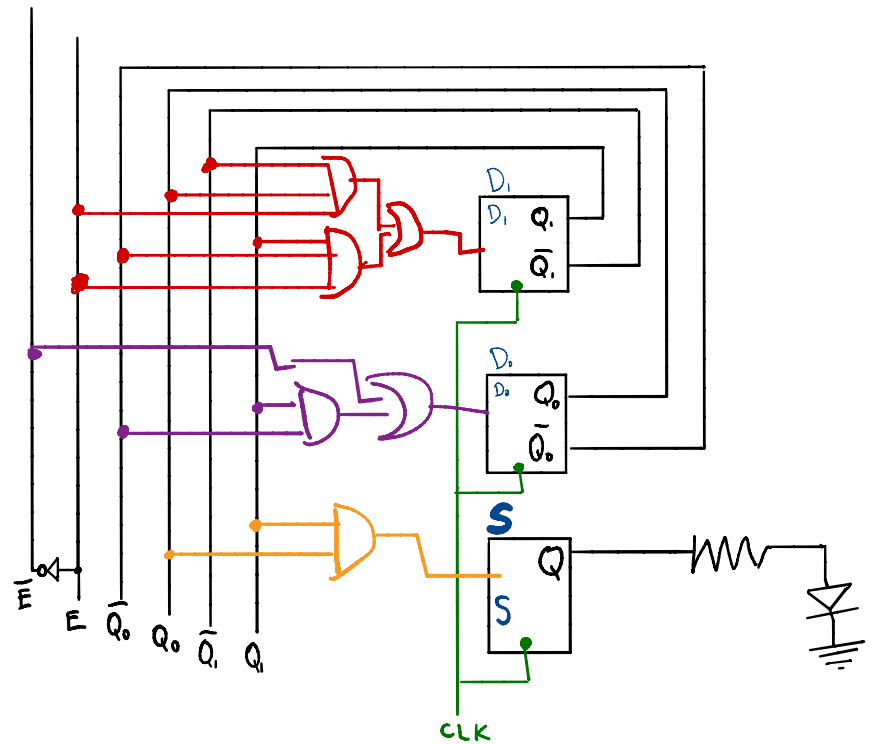 D₁
D₁ Q₁
Q̅₁
D₀
D₀ Q₀
Q̅₀
S
Q
S
E̅ E Q̅₀ Q₀ Q̅₁ Q₁
CLK